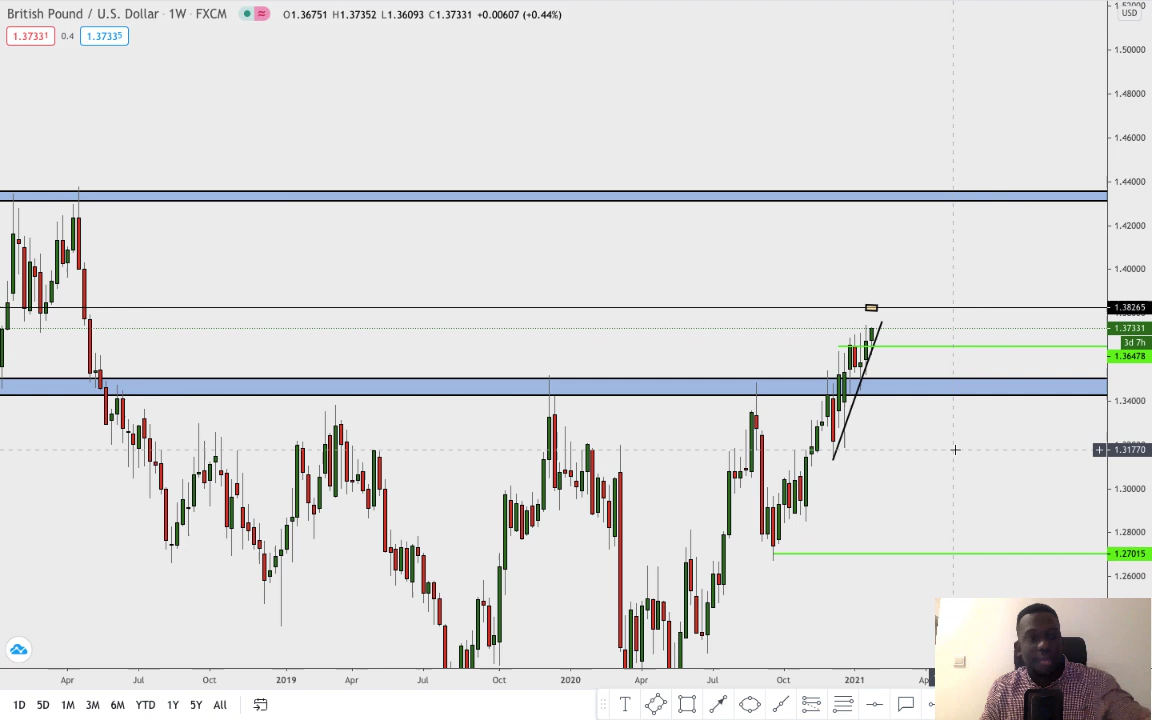 British Pound / U.S. Dollar · 1W · FXCM O1.36751 H1.37352 L1.36093 C1.37331 +0.00607 (+0.44%)
USD
1.37331 0.4 1.37335
1.50000
1.48000
1.46000
1.44000
1.42000
1.40000
1.38265
1.37331
3d 7h
1.36478
1.34000
1.31770
1.30000
1.28000
1.27015
1.26000
Apr Jul Oct 2019 Apr Jul Oct 2020 Apr Jul Oct 2021
1D 5D 1M 3M 6M YTD 1Y 5Y All